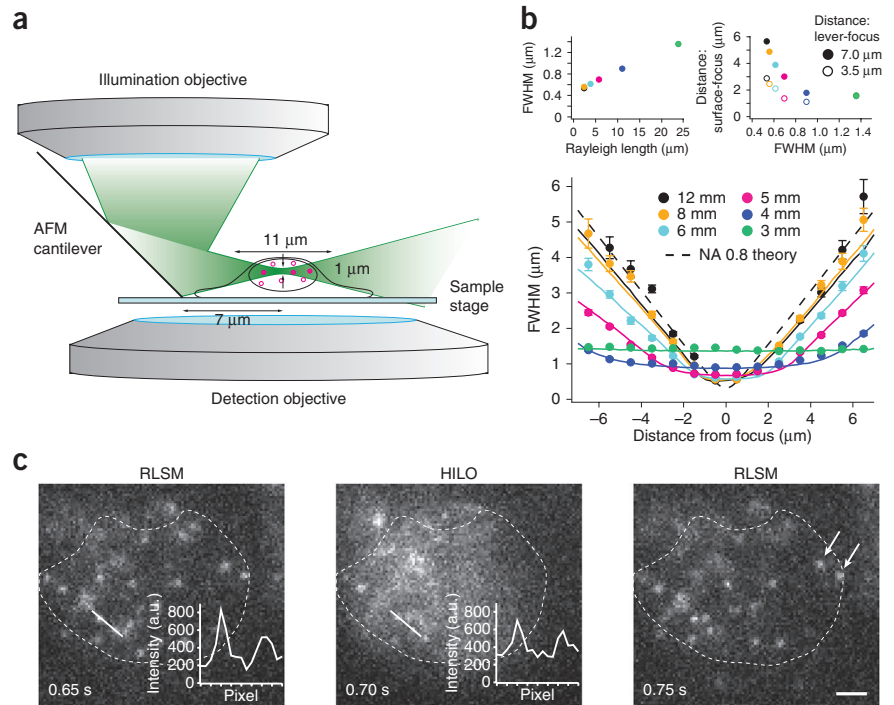 a
Illumination objective
AFM
cantilever
11 μm
1 μm
7 μm
Sample
stage
Detection objective
b
FWHM (μm)
1.2
0.8
0.4
0 5 10 15 20 25
Rayleigh length (μm)
Distance:
surface-focus (μm)
6
5
4
3
2
1
0
0.4 0.6 0.8 1.0 1.2 1.4
FWHM (μm)
Distance:
lever-focus
7.0 μm
3.5 μm
FWHM (μm)
6
5
4
3
2
1
0
12 mm
8 mm
6 mm
5 mm
4 mm
3 mm
NA 0.8 theory
−6 −4 −2 0 2 4 6
Distance from focus (μm)
c
RLSM
HILO
RLSM
Intensity (a.u.)
800
600
400
200
Pixel
0.65 s
Intensity (a.u.)
800
600
400
200
Pixel
0.70 s
0.75 s